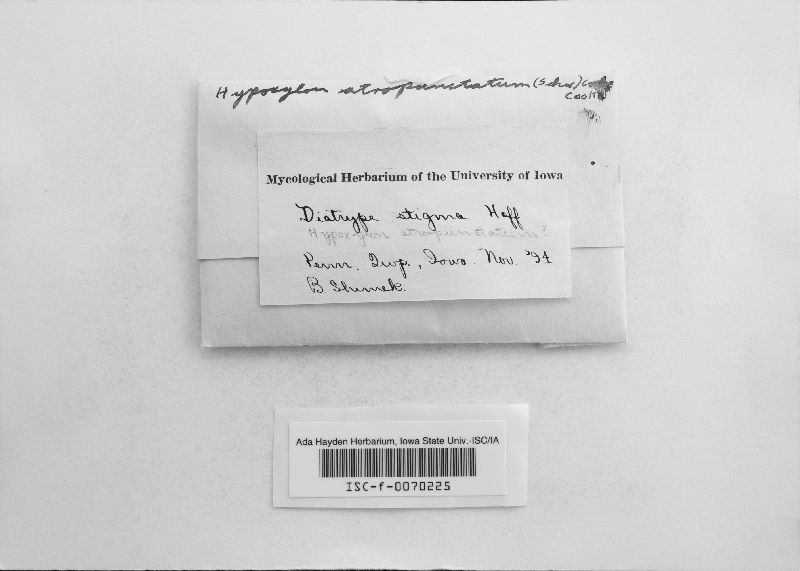 Hypoxylon atropunctatum (Schw.)
Cooke
Mycological Herbarium of the University of Iowa
Diatrype stigma Hoff
Hypoxylon atropunctatum?
Penn. Twp., Iowa. Nov. '94
B. Shimek.
Ada Hayden Herbarium, Iowa State Univ.-ISC/IA
ISC-f-0070225